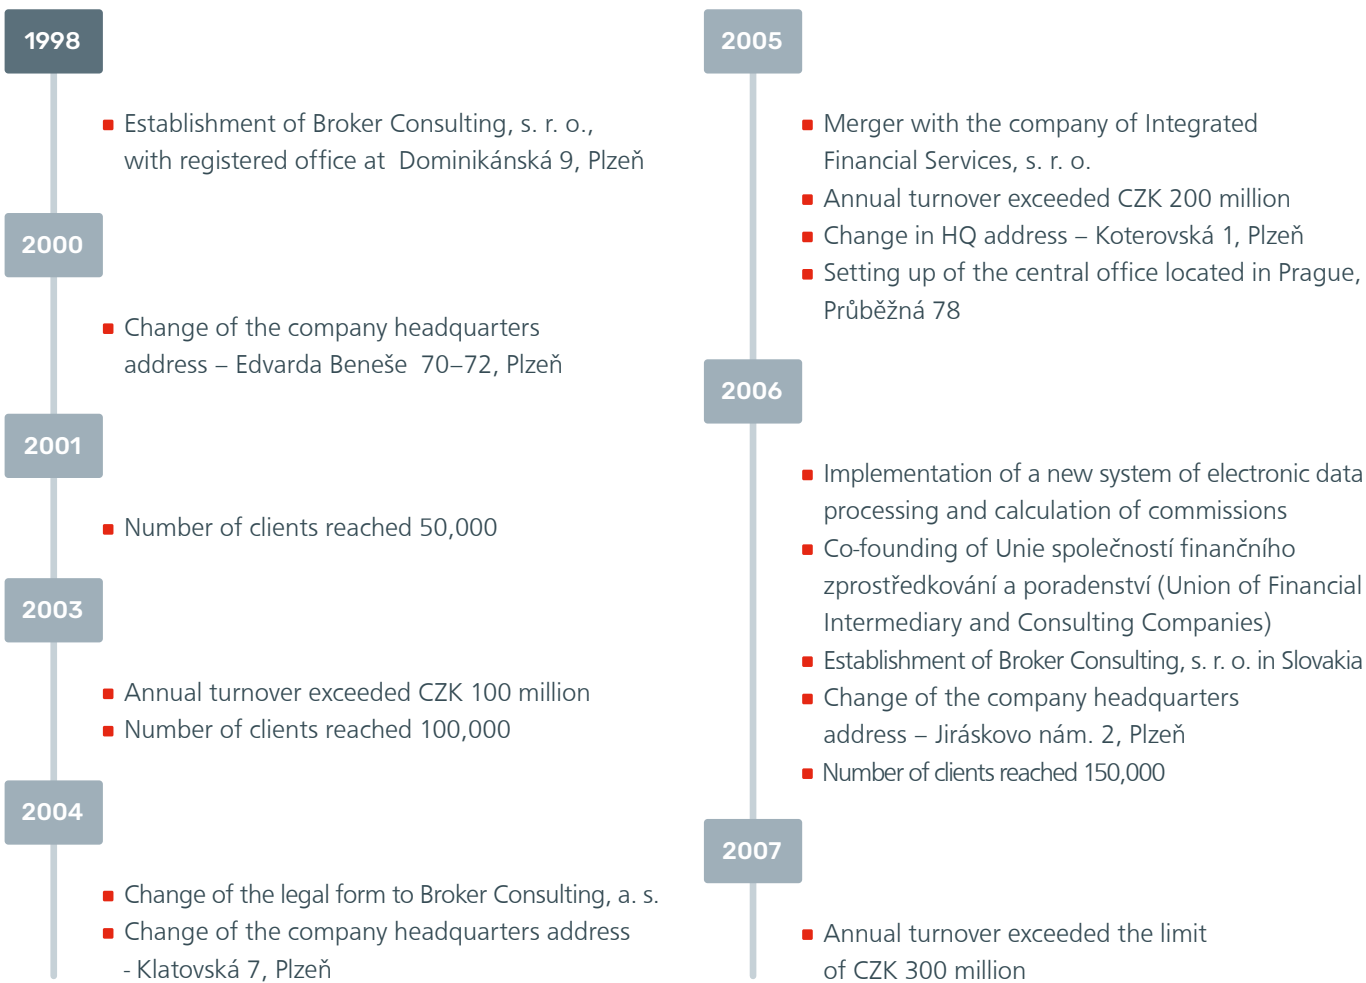 1998
Establishment of Broker Consulting, s. r. o.,
with registered office at Dominikánská 9, Plzeň
2000
Change of the company headquarters
address – Edvarda Beneše 70–72, Plzeň
2001
Number of clients reached 50,000
2003
Annual turnover exceeded CZK 100 million
Number of clients reached 100,000
2004
Change of the legal form to Broker Consulting, a. s.
Change of the company headquarters address
- Klatovská 7, Plzeň
2005
Merger with the company of Integrated
Financial Services, s. r. o.
Annual turnover exceeded CZK 200 million
Change in HQ address – Koterovská 1, Plzeň
Setting up of the central office located in Prague,
Průběžná 78
2006
Implementation of a new system of electronic data
processing and calculation of commissions
Co-founding of Unie společností finančního
zprostředkování a poradenství (Union of Financial
Intermediary and Consulting Companies)
Establishment of Broker Consulting, s. r. o. in Slovakia
Change of the company headquarters
address – Jiráskovo nám. 2, Plzeň
Number of clients reached 150,000
2007
Annual turnover exceeded the limit
of CZK 300 million